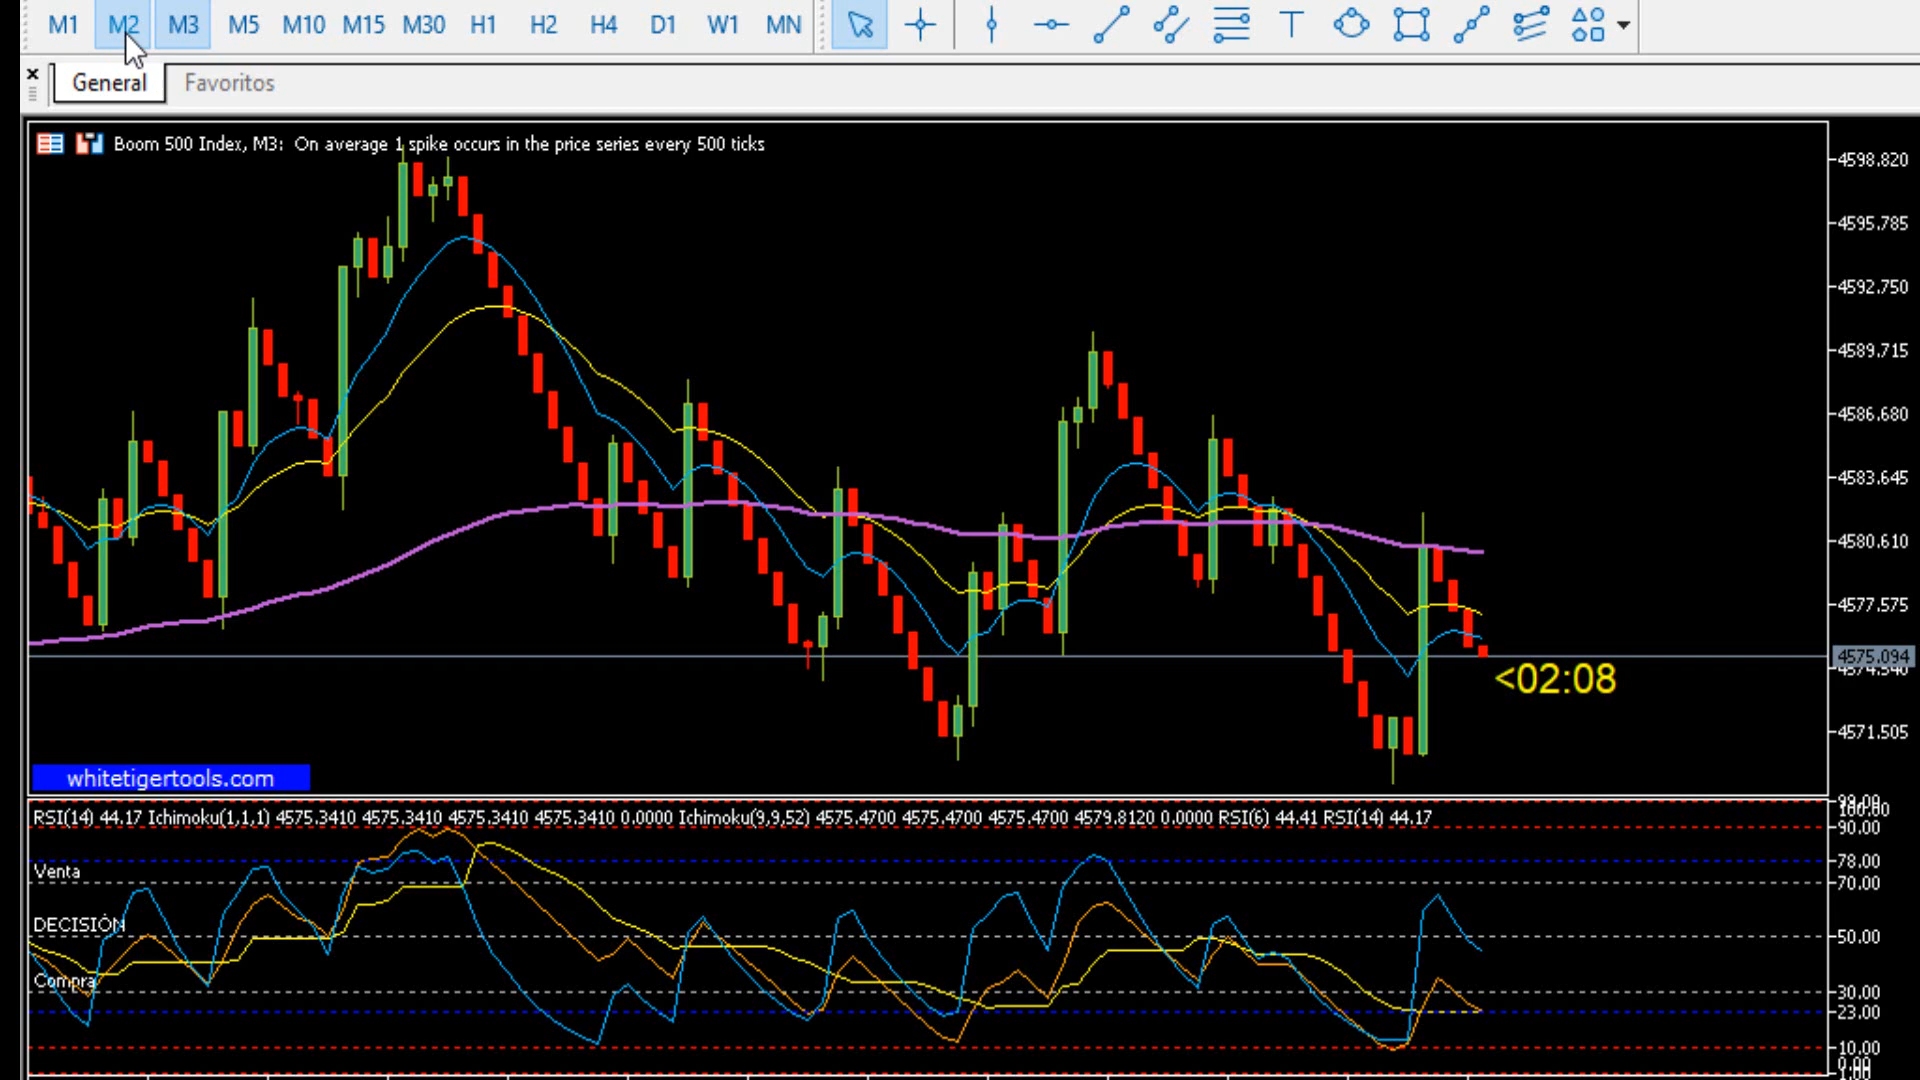 M1 M2 M3 M5 M10 M15 M30 H1 H2 H4 D1 W1 MN T
General Favoritos
Boom 500 Index, M3: On average 1 spike occurs in the price series every 500 ticks
4598.820
4595.785
4592.750
4589.715
4586.680
4583.645
4580.610
4577.575
4575.094
<02:08
4571.505
whitetigertools.com
RSI(14) 44.17 Ichimoku(1,1,1) 4575.3410 4575.3410 4575.3410 4575.3410 0.0000 Ichimoku(9,9,52) 4575.4700 4575.4700 4575.4700 4579.8120 0.0000 RSI(6) 44.41 RSI(14) 44.17
90.00
78.00
Venta
70.00
DECISIÓN
50.00
Compra
30.00
23.00
10.00